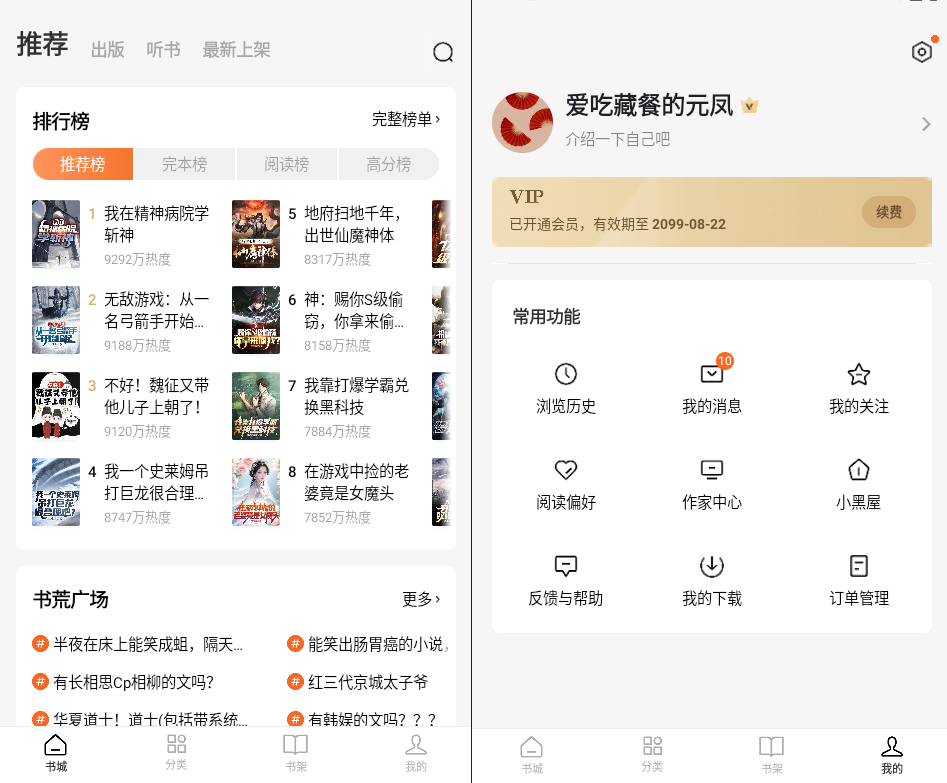 推荐 出版 听书 最新上架
排行榜 完整榜单 ›
推荐榜 完本榜 阅读榜 高分榜
1 我在精神病院学
斩神
9292万热度
5 地府扫地千年，
出世仙魔神体
8317万热度
2 无敌游戏：从一
名弓箭手开始...
9188万热度
6 神：赐你S级偷
窃，你拿来偷...
8158万热度
3 不好！魏征又带
他儿子上朝了！
9120万热度
7 我靠打爆学霸兑
换黑科技
7884万热度
4 我一个史莱姆吊
打巨龙很合理...
8747万热度
8 在游戏中捡的老
婆竟是女魔头
7852万热度
书荒广场 更多 ›
# 半夜在床上能笑成蛆，隔天...
# 能笑出肠胃癌的小说，
# 有长相思Cp相柳的文吗？
# 红三代京城太子爷
# 华夏道士！道士(包括带系统...
# 有韩娱的文吗？？？
书城 分类 书架 我的
爱吃藏餐的元凤
介绍一下自己吧
VIP
已开通会员，有效期至 2099-08-22
续费
常用功能
10
浏览历史 我的消息 我的关注
阅读偏好 作家中心 小黑屋
反馈与帮助 我的下载 订单管理
书城 分类 书架 我的